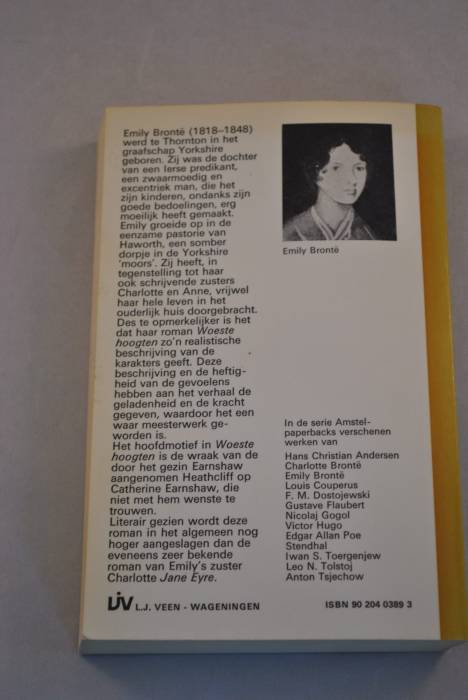 Emily Brontë (1818–1848)
werd te Thornton in het
graafschap Yorkshire
geboren. Zij was de dochter
van een Ierse predikant,
een zwaarmoedig en
excentriek man, die het
zijn kinderen, ondanks zijn
goede bedoelingen, erg
moeilijk heeft gemaakt.
Emily groeide op in de
eenzame pastorie van
Haworth, een somber
dorpje in de Yorkshire
'moors'. Zij heeft, in
tegenstelling tot haar
ook schrijvende zusters
Charlotte en Anne, vrijwel
haar hele leven in het
ouderlijk huis doorgebracht.
Des te opmerkelijker is het
dat haar roman Woeste
hoogten zo'n realistische
beschrijving van de
karakters geeft. Deze
beschrijving en de heftig-
heid van de gevoelens
hebben aan het verhaal de
geladenheid en de kracht
gegeven, waardoor het een
waar meesterwerk ge-
worden is.
Het hoofdmotief in Woeste
hoogten is de wraak van de
door het gezin Earnshaw
aangenomen Heathcliff op
Catherine Earnshaw, die
niet met hem wenste te
trouwen.
Literair gezien wordt deze
roman in het algemeen nog
hoger aangeslagen dan de
eveneens zeer bekende
roman van Emily's zuster
Charlotte Jane Eyre.
Emily Brontë
In de serie Amstel-
paperbacks verschenen
werken van
Hans Christian Andersen
Charlotte Brontë
Emily Brontë
Louis Couperus
F. M. Dostojewski
Gustave Flaubert
Nicolaj Gogol
Victor Hugo
Edgar Allan Poe
Stendhal
Iwan S. Toergenjew
Leo N. Tolstoj
Anton Tsjechow
LJV L.J. VEEN - WAGENINGEN
ISBN 90 204 0389 3